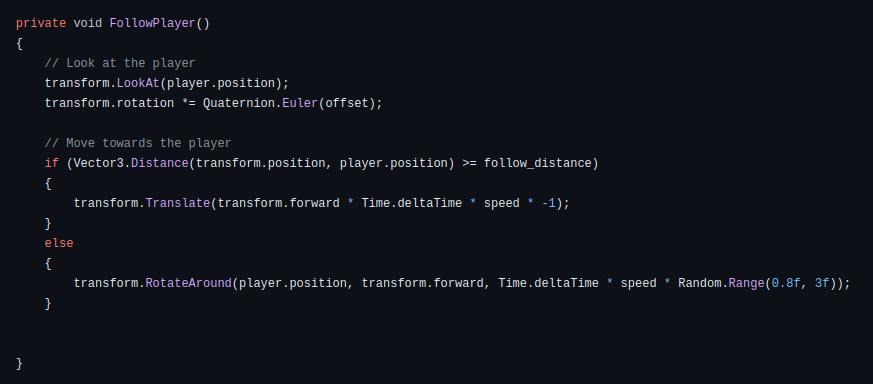 private void FollowPlayer()
{
    // Look at the player
    transform.LookAt(player.position);
    transform.rotation *= Quaternion.Euler(offset);

    // Move towards the player
    if (Vector3.Distance(transform.position, player.position) >= follow_distance)
    {
        transform.Translate(transform.forward * Time.deltaTime * speed * -1);
    }
    else
    {
        transform.RotateAround(player.position, transform.forward, Time.deltaTime * speed * Random.Range(0.8f, 3f));
    }


}